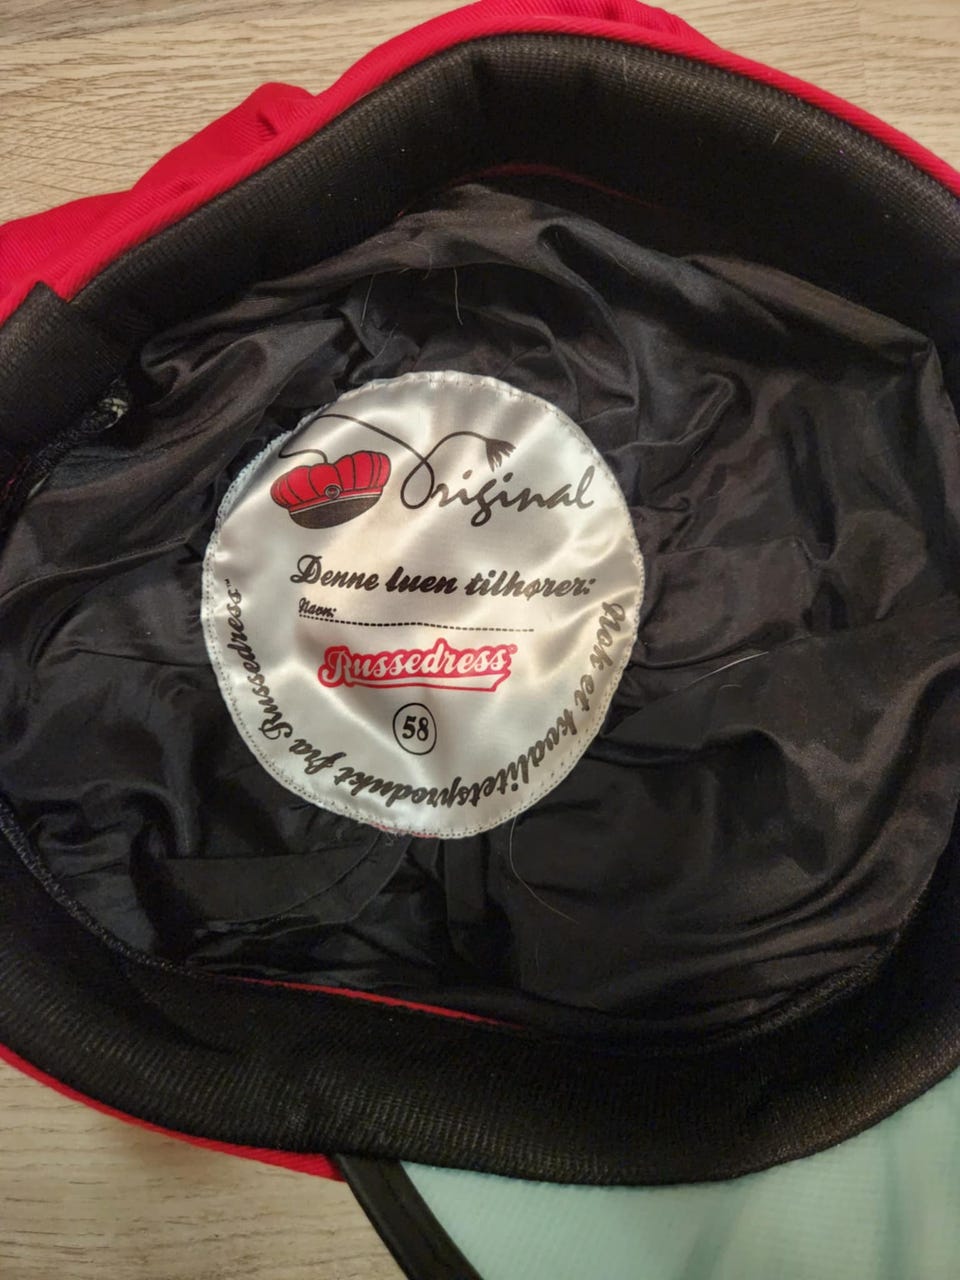 Original
Denne luen tilhører:
Navn:
Russedress®
58
Nok et kvalitetsprodukt fra Russedress™